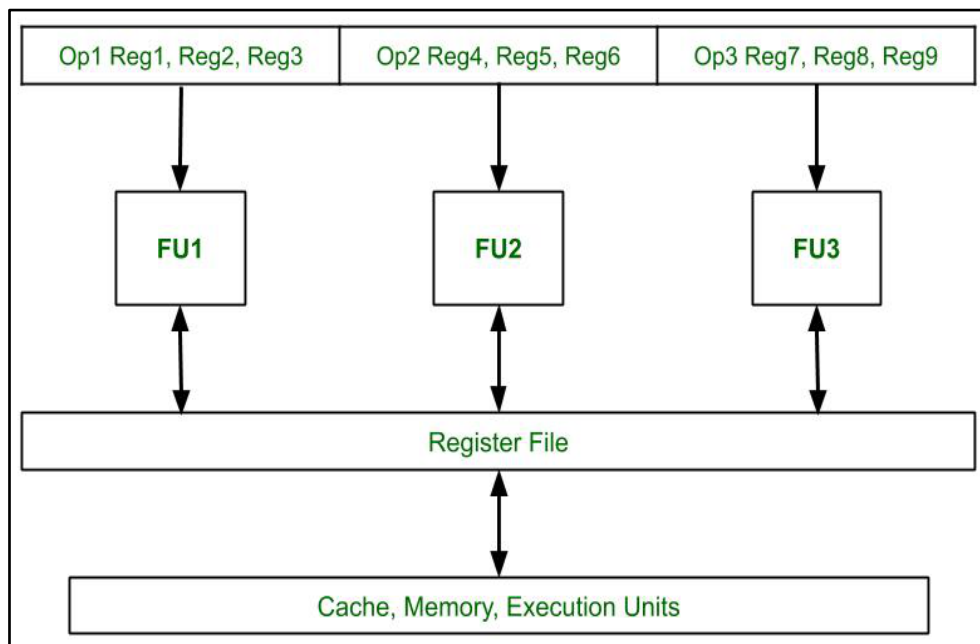 Op1 Reg1, Reg2, Reg3
Op2 Reg4, Reg5, Reg6
Op3 Reg7, Reg8, Reg9
FU1
FU2
FU3
Register File
Cache, Memory, Execution Units